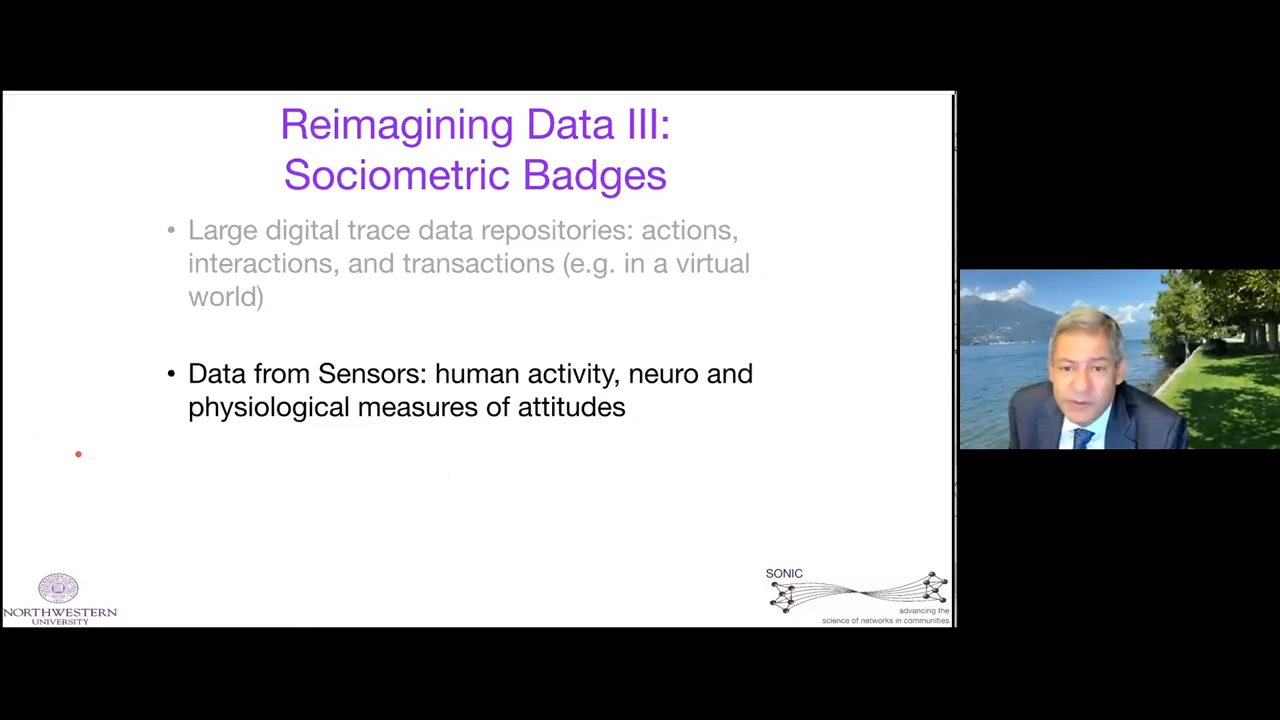 Reimagining Data III:
Sociometric Badges
• Large digital trace data repositories: actions,
interactions, and transactions (e.g. in a virtual
world)
• Data from Sensors: human activity, neuro and
physiological measures of attitudes
NORTHWESTERN
UNIVERSITY
SONIC
advancing the
science of networks in communities